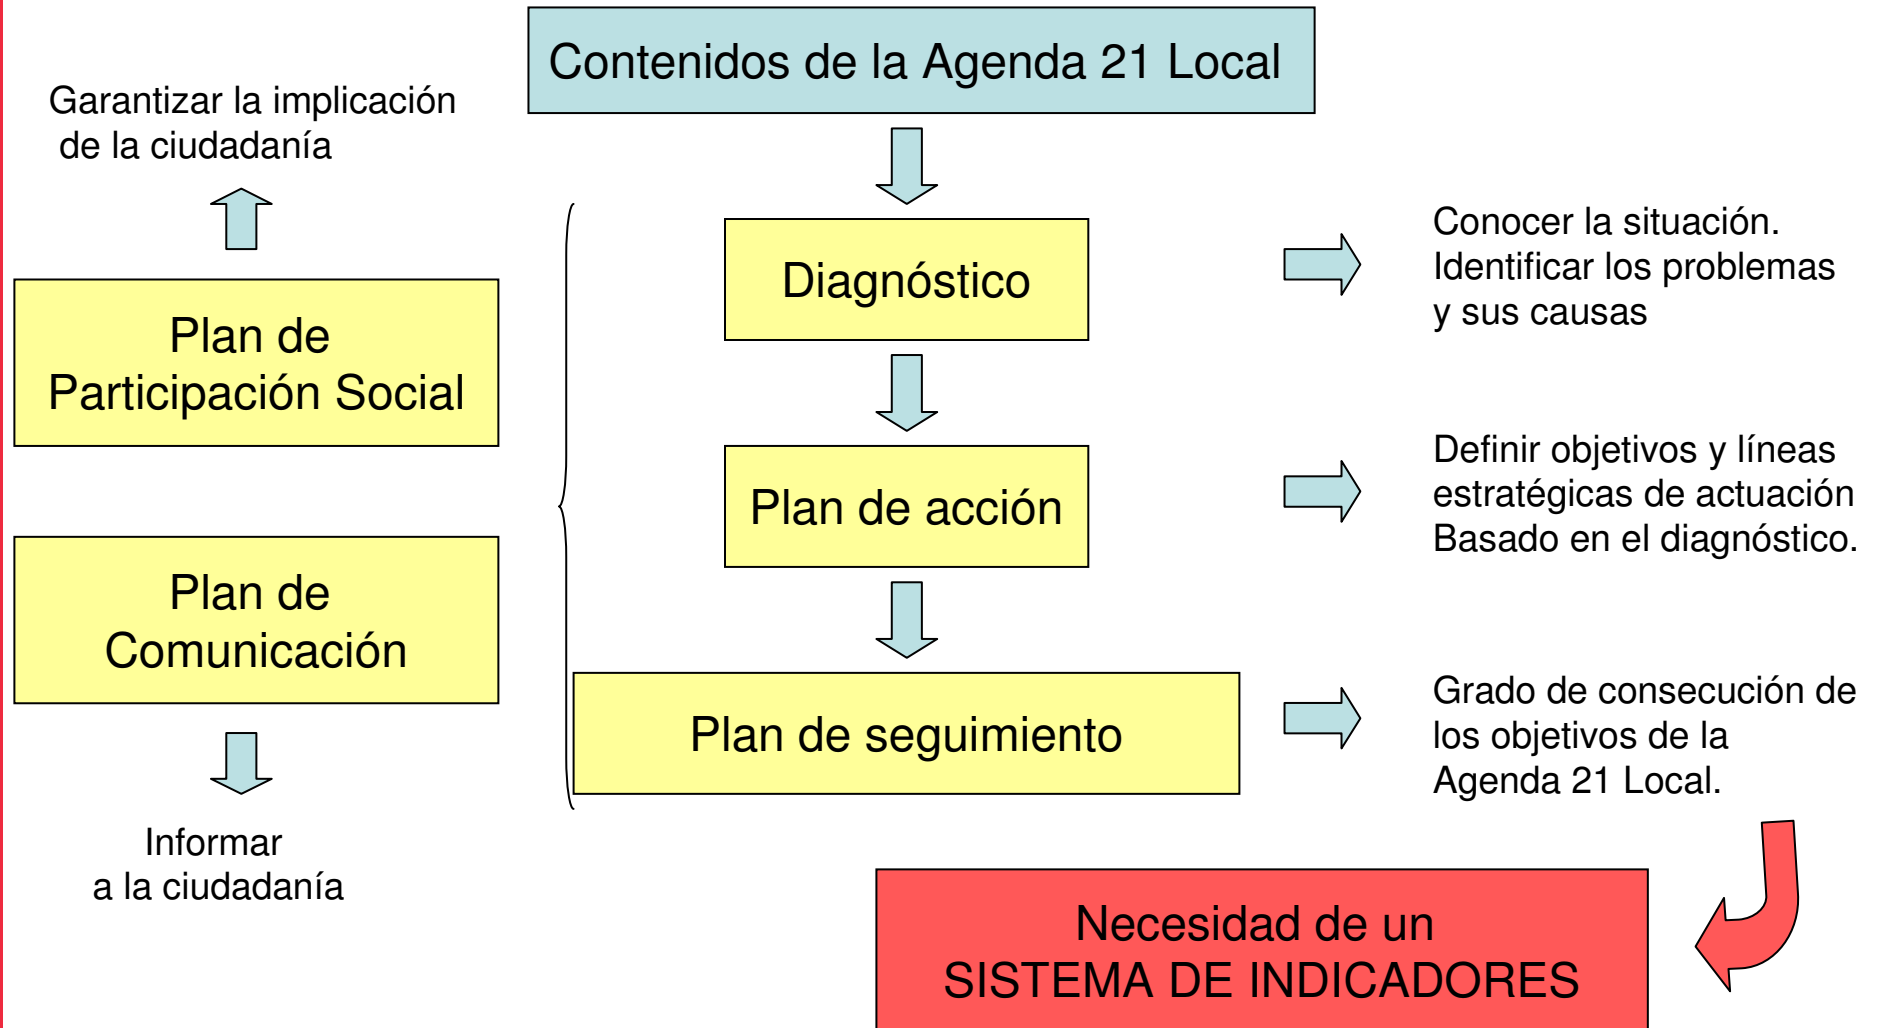 Contenidos de la Agenda 21 Local
Garantizar la implicación
de la ciudadanía
Plan de
Participación Social
Plan de
Comunicación
Informar
a la ciudadanía
Diagnóstico
Conocer la situación.
Identificar los problemas
y sus causas
Plan de acción
Definir objetivos y líneas
estratégicas de actuación
Basado en el diagnóstico.
Plan de seguimiento
Grado de consecución de
los objetivos de la
Agenda 21 Local.
Necesidad de un
SISTEMA DE INDICADORES